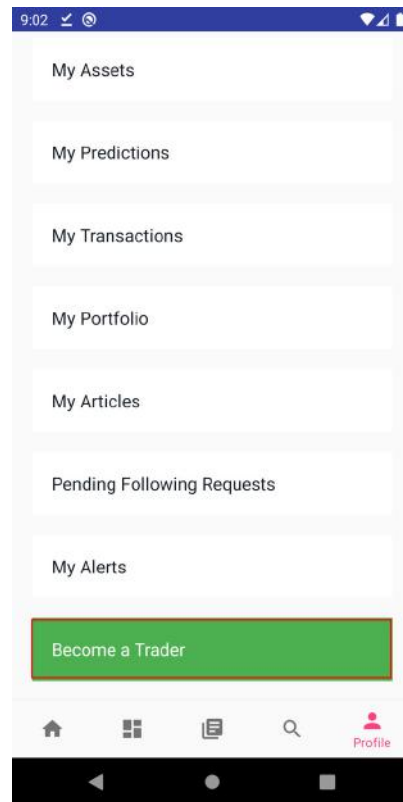 9:02
My Assets
My Predictions
My Transactions
My Portfolio
My Articles
Pending Following Requests
My Alerts
Become a Trader
Profile